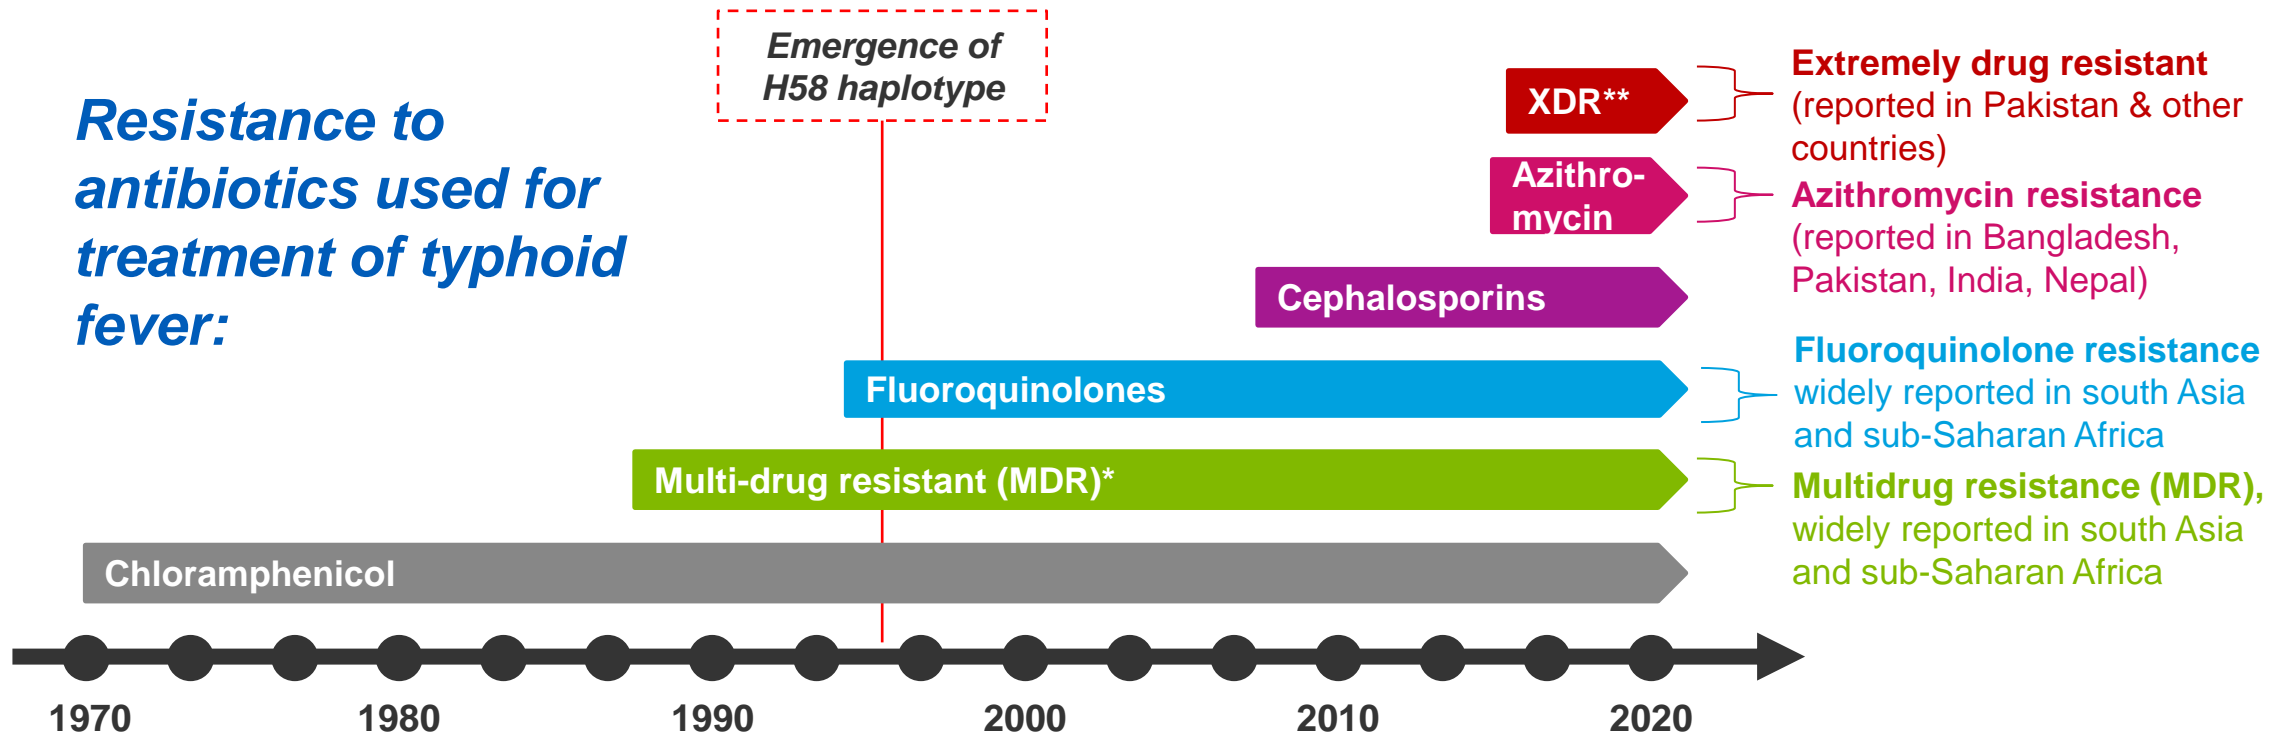 Resistance to
antibiotics used for
treatment of typhoid
fever:
Emergence of
H58 haplotype
XDR**
Extremely drug resistant
(reported in Pakistan & other
countries)
Azithro-
mycin
Azithromycin resistance
(reported in Bangladesh,
Pakistan, India, Nepal)
Cephalosporins
Fluoroquinolones
Fluoroquinolone resistance
widely reported in south Asia
and sub-Saharan Africa
Multi-drug resistant (MDR)*
Multidrug resistance (MDR),
widely reported in south Asia
and sub-Saharan Africa
Chloramphenicol
1970 1980 1990 2000 2010 2020